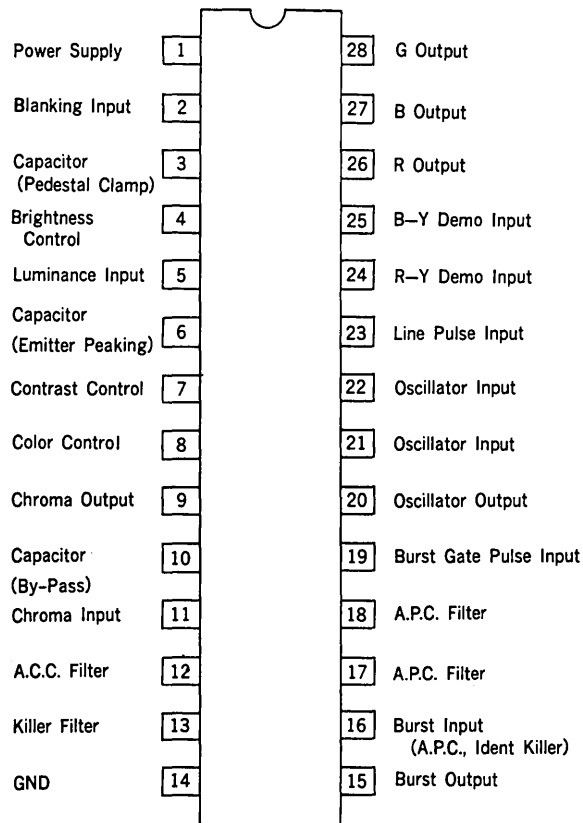 Power Supply 1 28 G Output
Blanking Input 2 27 B Output
Capacitor
(Pedestal Clamp) 3 26 R Output
Brightness
Control 4 25 B–Y Demo Input
Luminance Input 5 24 R–Y Demo Input
Capacitor
(Emitter Peaking) 6 23 Line Pulse Input
Contrast Control 7 22 Oscillator Input
Color Control 8 21 Oscillator Input
Chroma Output 9 20 Oscillator Output
Capacitor
(By-Pass) 10 19 Burst Gate Pulse Input
Chroma Input 11 18 A.P.C. Filter
A.C.C. Filter 12 17 A.P.C. Filter
Killer Filter 13 16 Burst Input
(A.P.C., Ident Killer)
GND 14 15 Burst Output